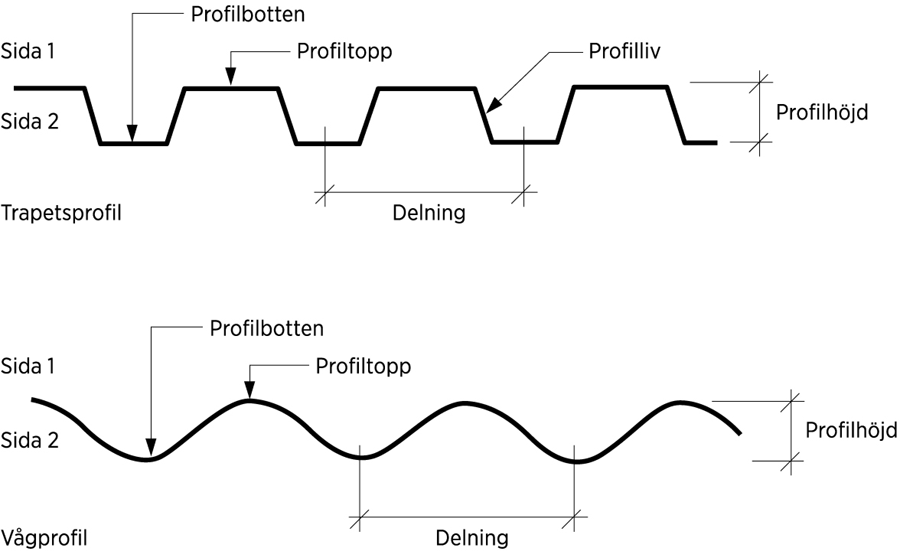 Profilbotten
Sida 1
Profiltopp
Profilliv
Profilhöjd
Sida 2
Delning
Trapetsprofil
Profilbotten
Sida 1
Profiltopp
Profilhöjd
Sida 2
Delning
Vågprofil